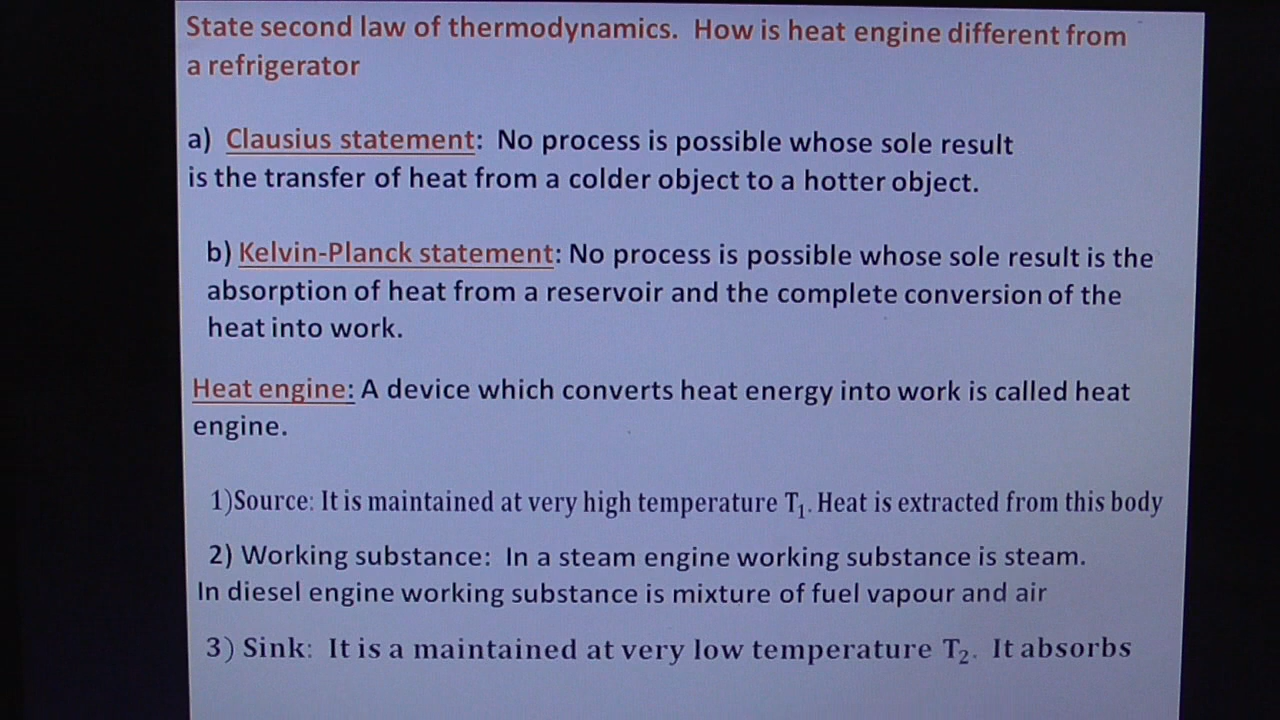 State second law of thermodynamics. How is heat engine different from
a refrigerator
a) Clausius statement: No process is possible whose sole result
is the transfer of heat from a colder object to a hotter object.
b) Kelvin-Planck statement: No process is possible whose sole result is the
absorption of heat from a reservoir and the complete conversion of the
heat into work.
Heat engine: A device which converts heat energy into work is called heat
engine.
1)Source: It is maintained at very high temperature T₁. Heat is extracted from this body
2) Working substance: In a steam engine working substance is steam.
In diesel engine working substance is mixture of fuel vapour and air
3) Sink: It is a maintained at very low temperature T₂. It absorbs